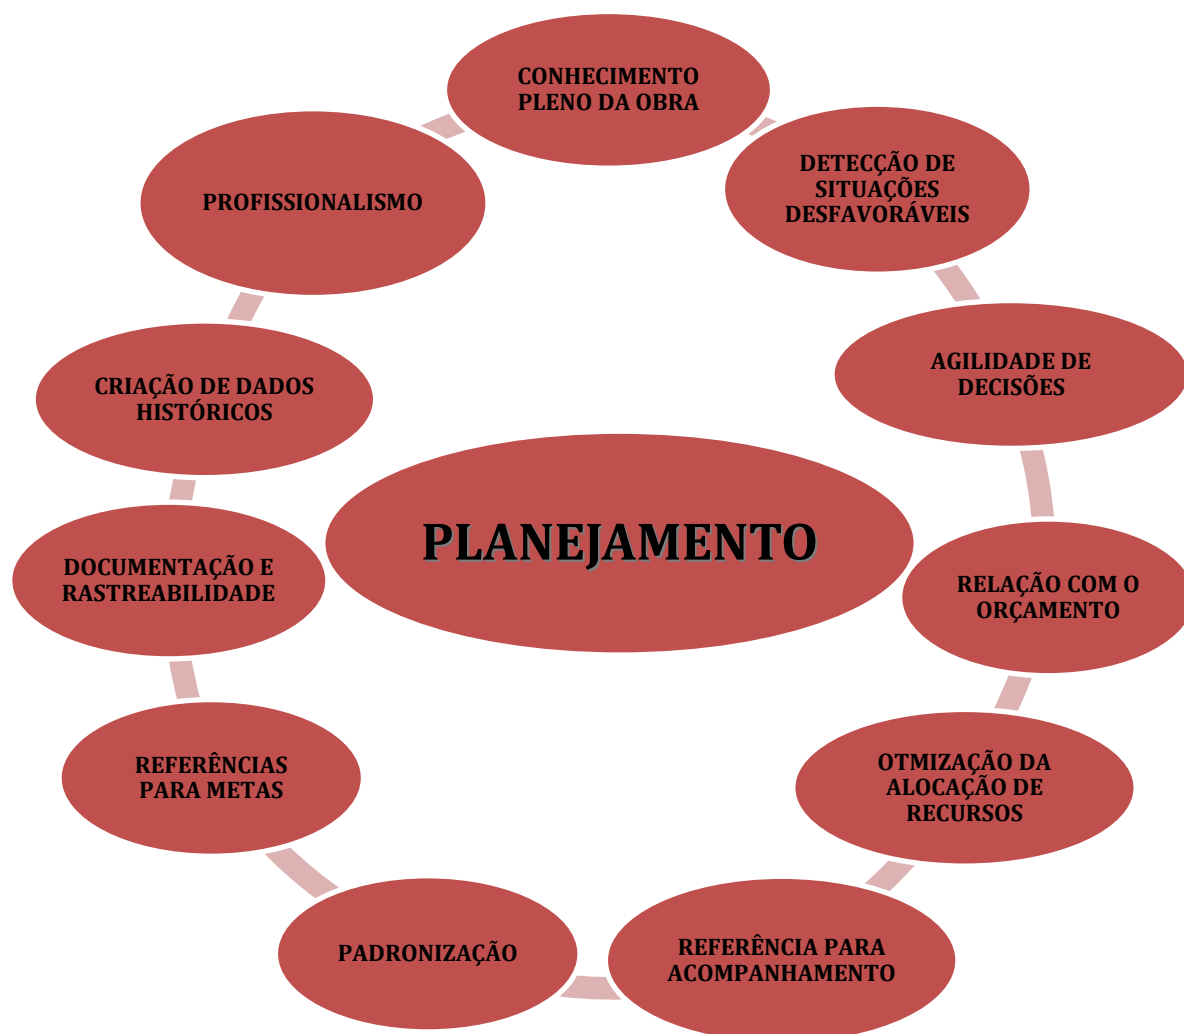 CONHECIMENTO
PLENO DA OBRA
DETECÇÃO DE
SITUAÇÕES
DESFAVORÁVEIS
AGILIDADE DE
DECISÕES
RELAÇÃO COM O
ORÇAMENTO
OTMIZAÇÃO DA
ALOCAÇÃO DE
RECURSOS
REFERÊNCIA PARA
ACOMPANHAMENTO
PADRONIZAÇÃO
REFERÊNCIAS
PARA METAS
DOCUMENTAÇÃO E
RASTREABILIDADE
CRIAÇÃO DE DADOS
HISTÓRICOS
PROFISSIONALISMO
PLANEJAMENTO